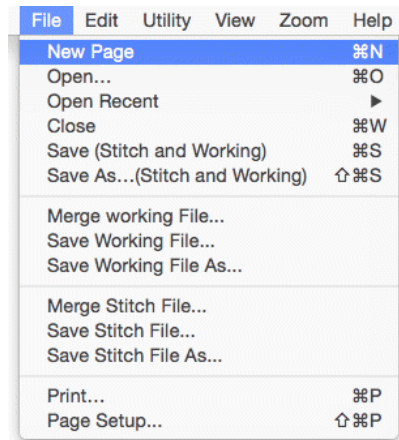 File Edit Utility View Zoom Help
New Page ⌘N
Open... ⌘O
Open Recent ▶
Close ⌘W
Save (Stitch and Working) ⌘S
Save As...(Stitch and Working) ⇧⌘S
Merge working File...
Save Working File...
Save Working File As...
Merge Stitch File...
Save Stitch File...
Save Stitch File As...
Print... ⌘P
Page Setup... ⇧⌘P